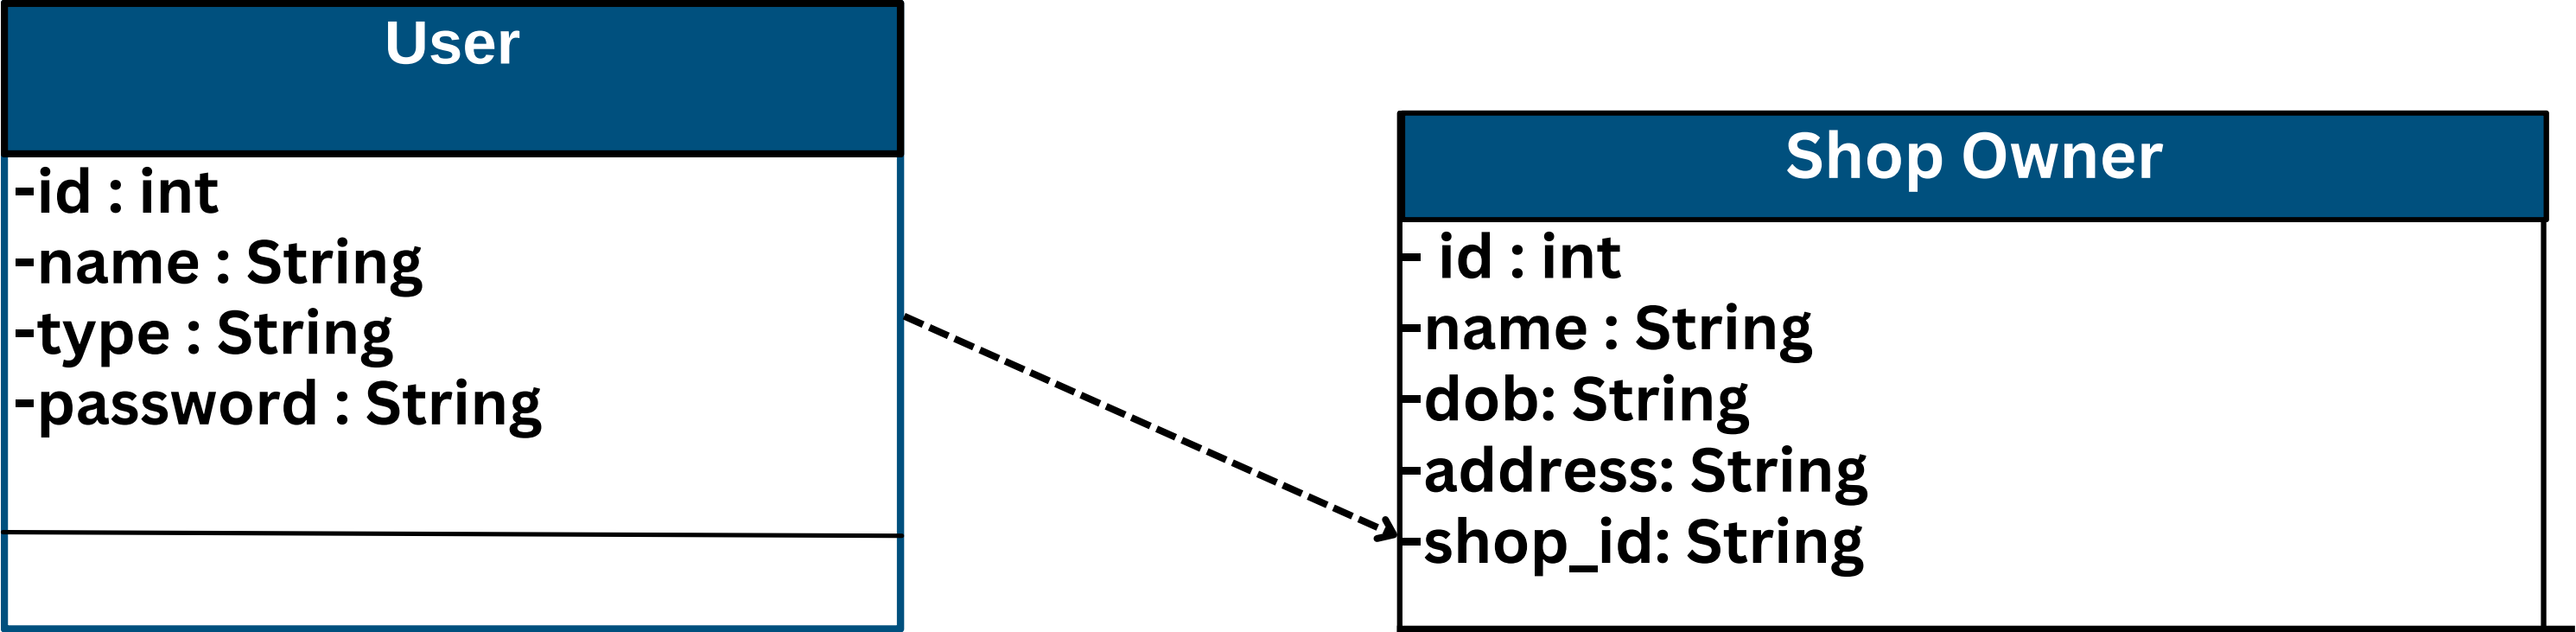 User
-id : int
-name : String
-type : String
-password : String
Shop Owner
- id : int
-name : String
-dob: String
-address: String
-shop_id: String